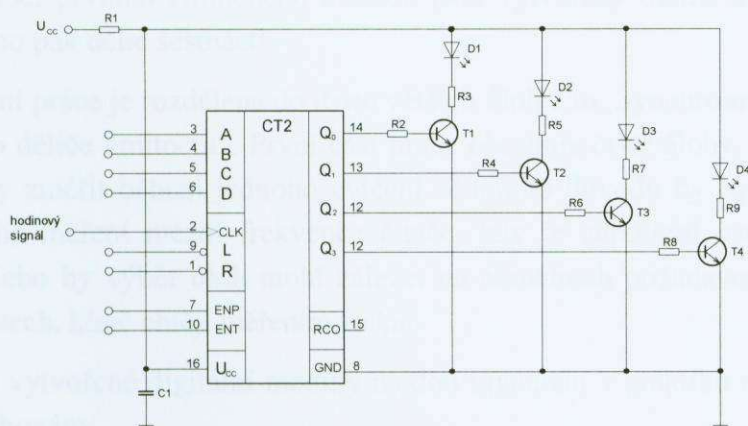 Ucc R1
D1
D2
R3
D3
CT2
R5
D4
3 A Q0 14 R2 T1
4 B
R7
5 C Q1 13 R4 T2
R9
6 D
Q2 12 R6 T3
hodinový
signál
2 CLK
9 L Q3 12 R8 T4
1 R
7 ENP
10 ENT RCO 15
16 Ucc GND 8
C1